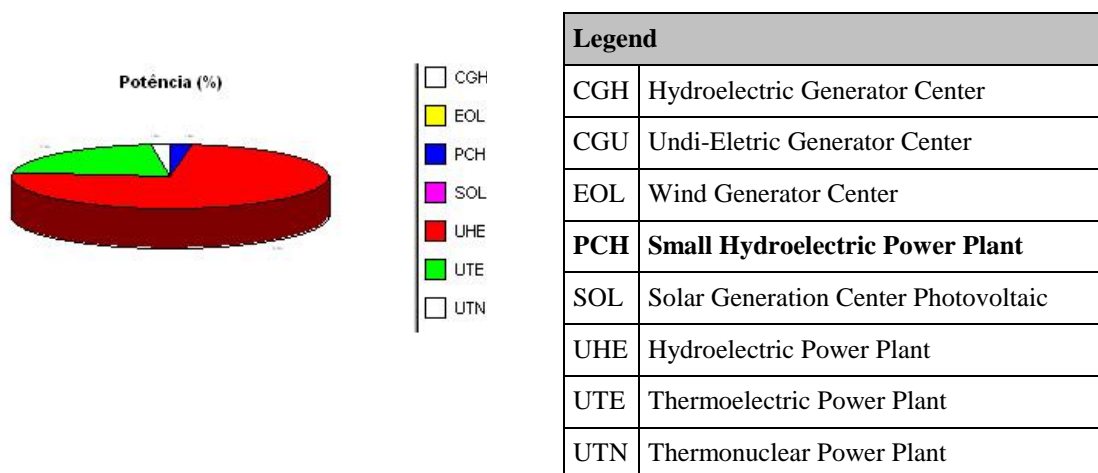 Potência (%)
CGH
EOL
PCH
SOL
UHE
UTE
UTN
Legend
CGH Hydroelectric Generator Center
CGU Undi-Eletric Generator Center
EOL Wind Generator Center
PCH Small Hydroelectric Power Plant
SOL Solar Generation Center Photovoltaic
UHE Hydroelectric Power Plant
UTE Thermoelectric Power Plant
UTN Thermonuclear Power Plant